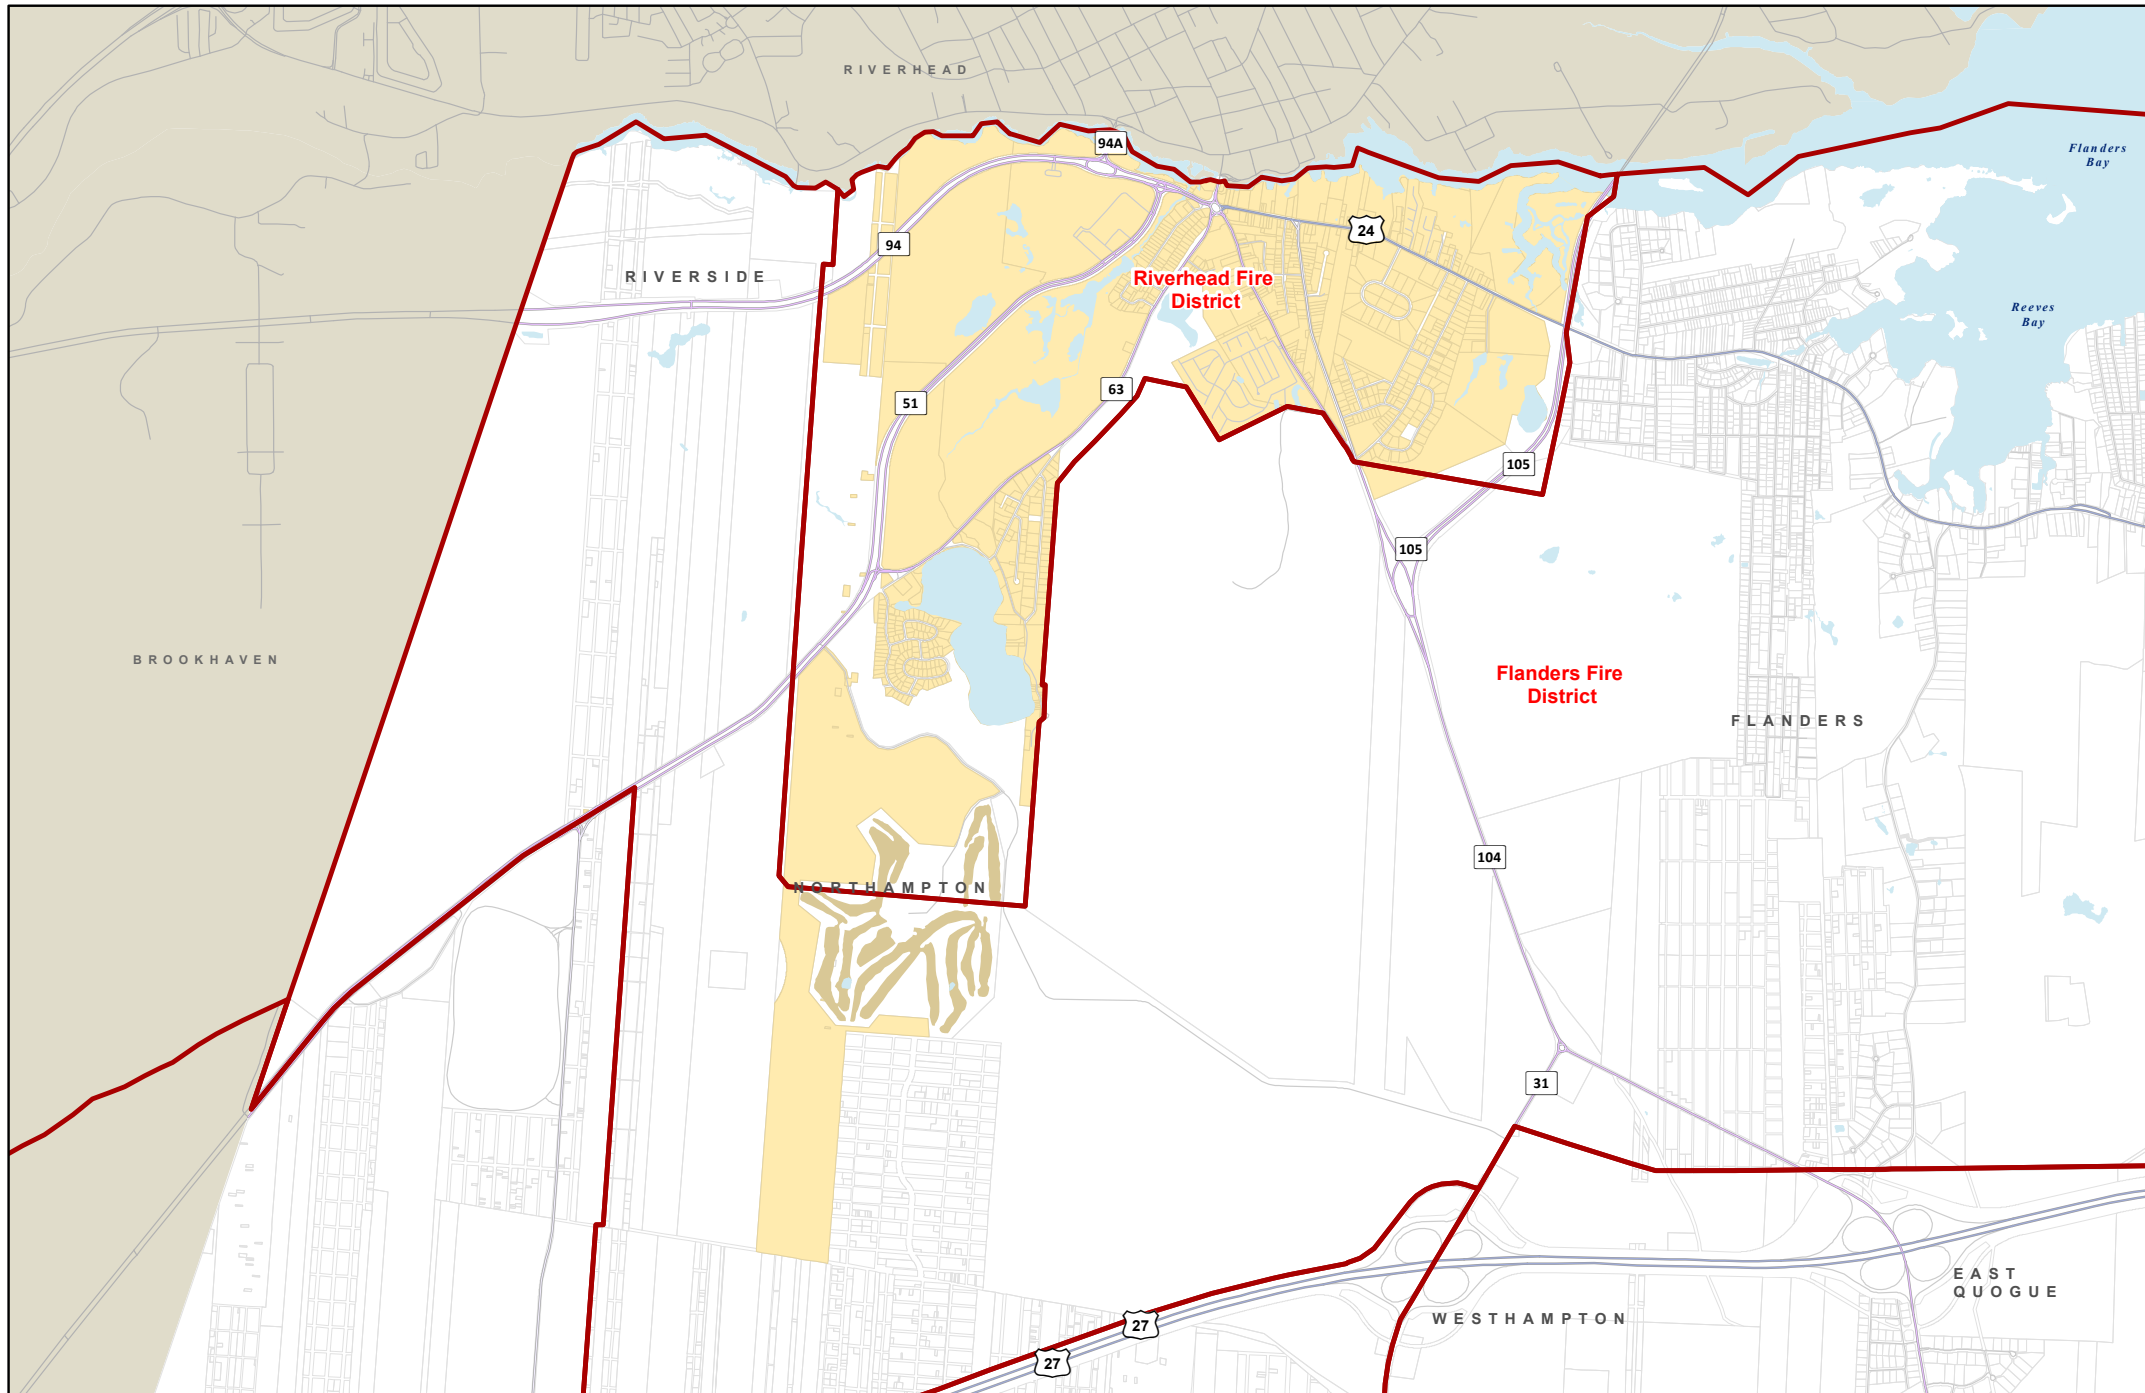 RIVERHEAD
94A
Flanders
Bay
24
94
RIVERSIDE
Riverhead Fire
District
Reeves
Bay
63
51
105
105
BROOKHAVEN
Flanders Fire
District
FLANDERS
104
NORTHAMPTON
31
EAST
QUOGUE
WESTHAMPTON
27
27